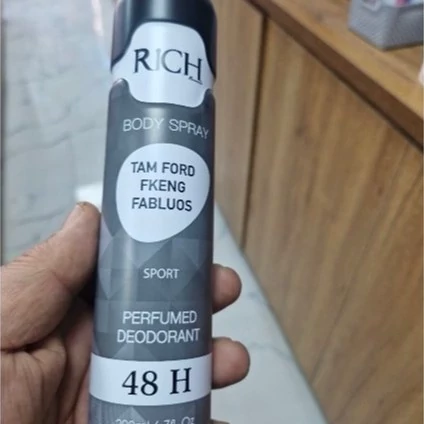 RICH
BODY SPRAY
TAM FORD
FKENG
FABLUOS
SPORT
PERFUMED
DEODORANT
48 H